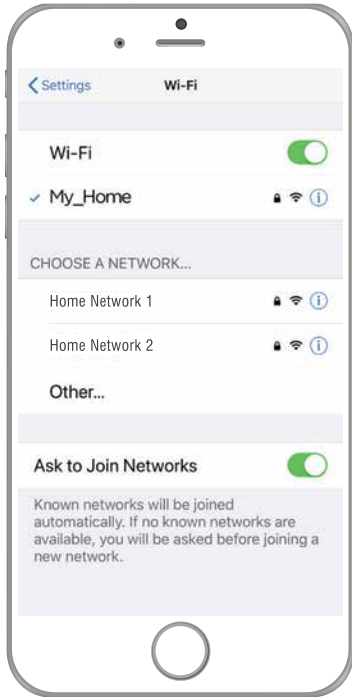 Settings
Wi-Fi
Wi-Fi
My_Home
CHOOSE A NETWORK...
Home Network 1
Home Network 2
Other...
Ask to Join Networks
Known networks will be joined
automatically. If no known networks are
available, you will be asked before joining a
new network.